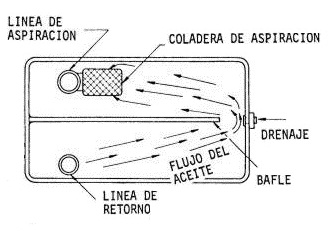 LINEA DE
ASPIRACION
COLADERA DE ASPIRACION
DRENAJE
FLUJO DEL
ACEITE
BAFLE
LINEA DE
RETORNO